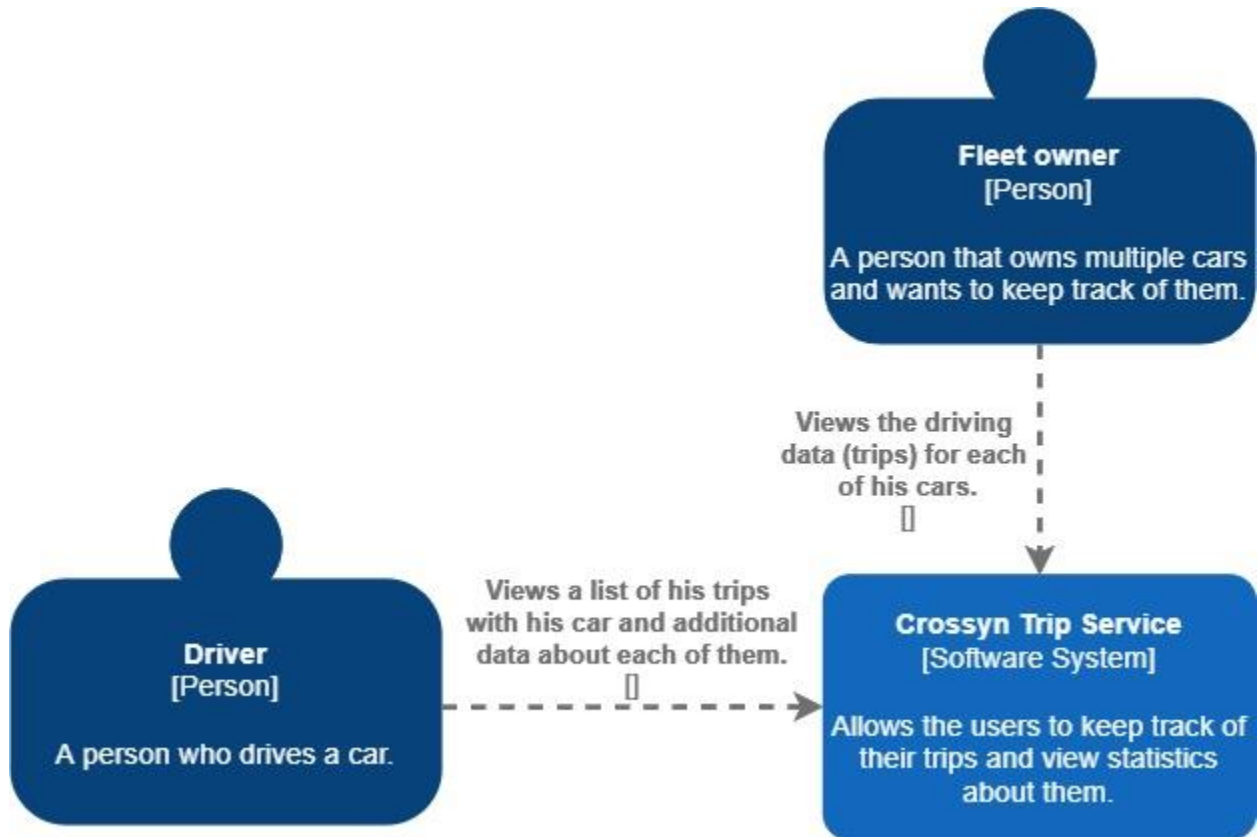 Fleet owner
[Person]
A person that owns multiple cars
and wants to keep track of them.
Views the driving
data (trips) for each
of his cars.
[]
Driver
[Person]
A person who drives a car.
Views a list of his trips
with his car and additional
data about each of them.
[]
Crossyn Trip Service
[Software System]
Allows the users to keep track of
their trips and view statistics
about them.